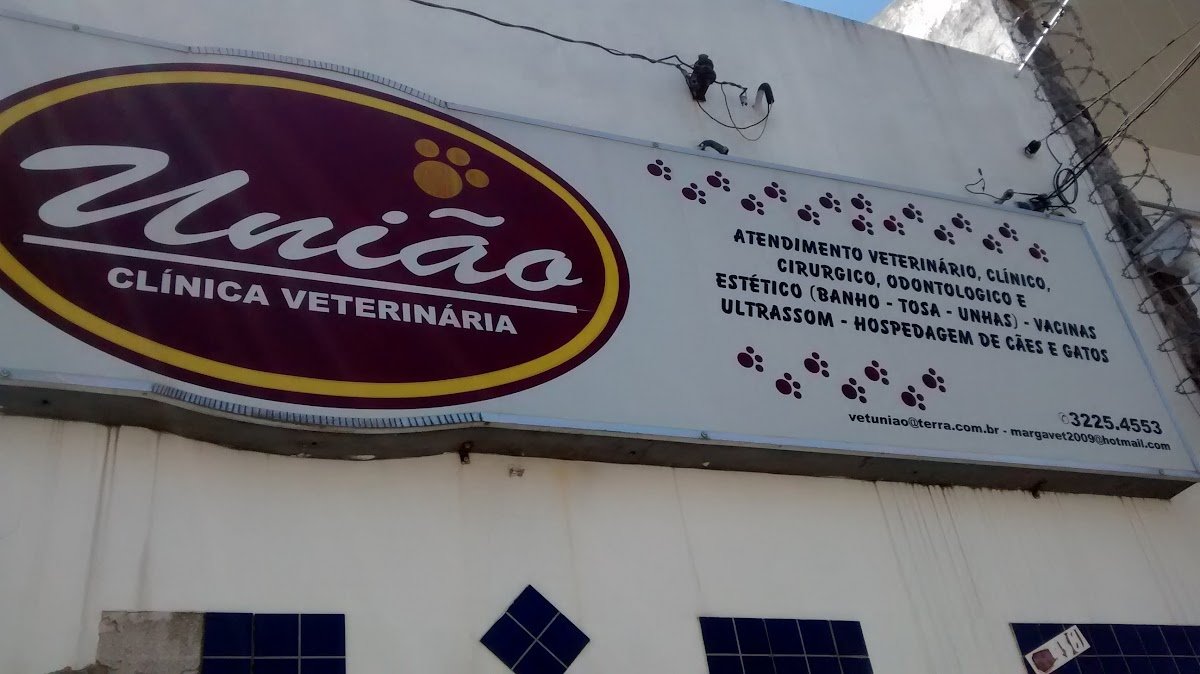 União
CLÍNICA VETERINÁRIA
ATENDIMENTO VETERINÁRIO, CLÍNICO,
CIRURGICO, ODONTOLOGICO E
ESTÉTICO (BANHO - TOSA - UNHAS) - VACINAS
ULTRASSOM - HOSPEDAGEM DE CÃES E GATOS
3225.4553
vetuniao@terra.com.br - margavet2009@hotmail.com